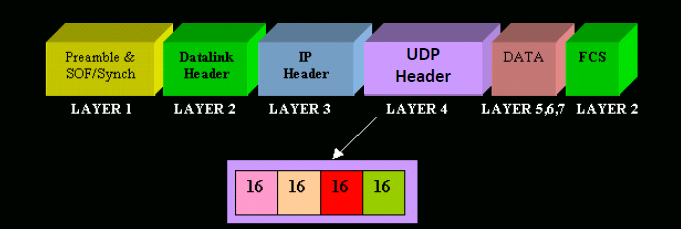 Preamble &
SOF/Synch
Datalink
Header
IP
Header
UDP
Header
DATA
FCS
LAYER 1
LAYER 2
LAYER 3
LAYER 4
LAYER 5,6,7
LAYER 2
16 16 16 16